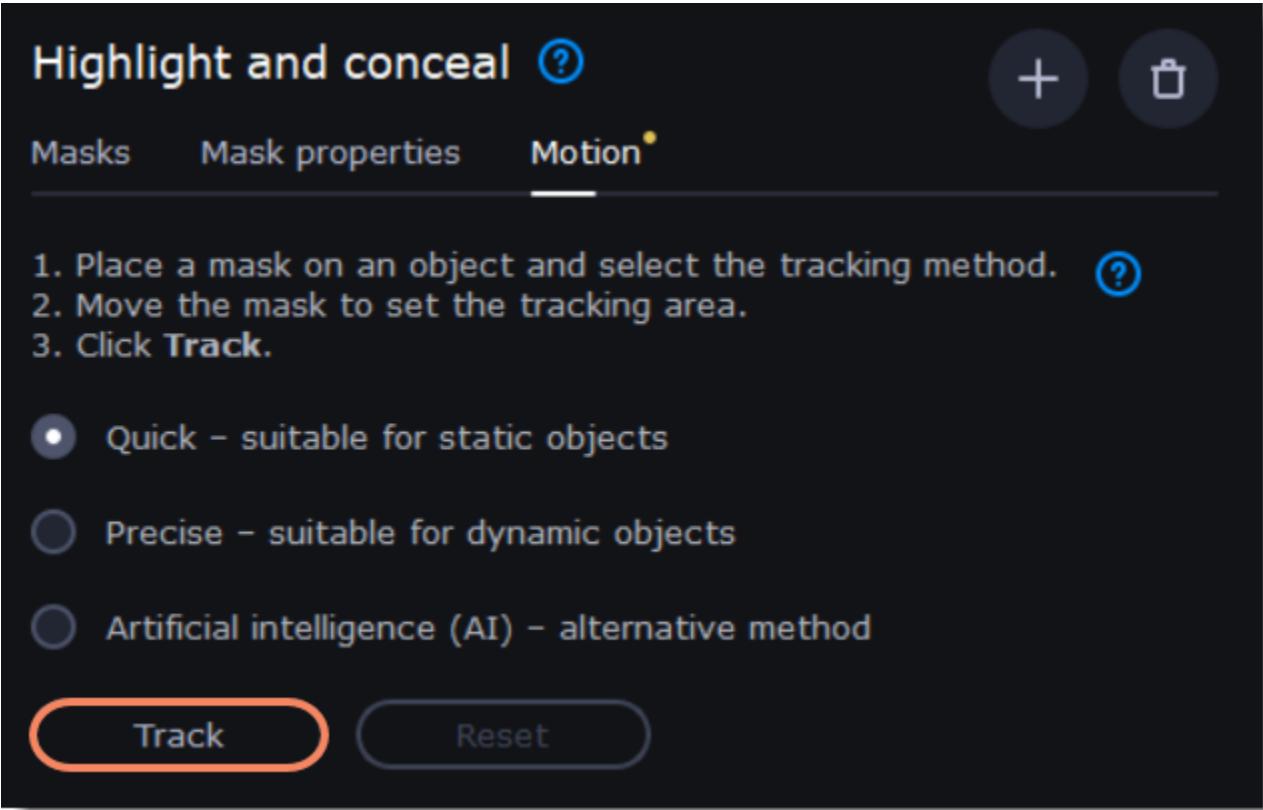 Highlight and conceal ?
Masks Mask properties Motion
1. Place a mask on an object and select the tracking method. ?
2. Move the mask to set the tracking area.
3. Click Track.
Quick – suitable for static objects
Precise – suitable for dynamic objects
Artificial intelligence (AI) – alternative method
Track Reset